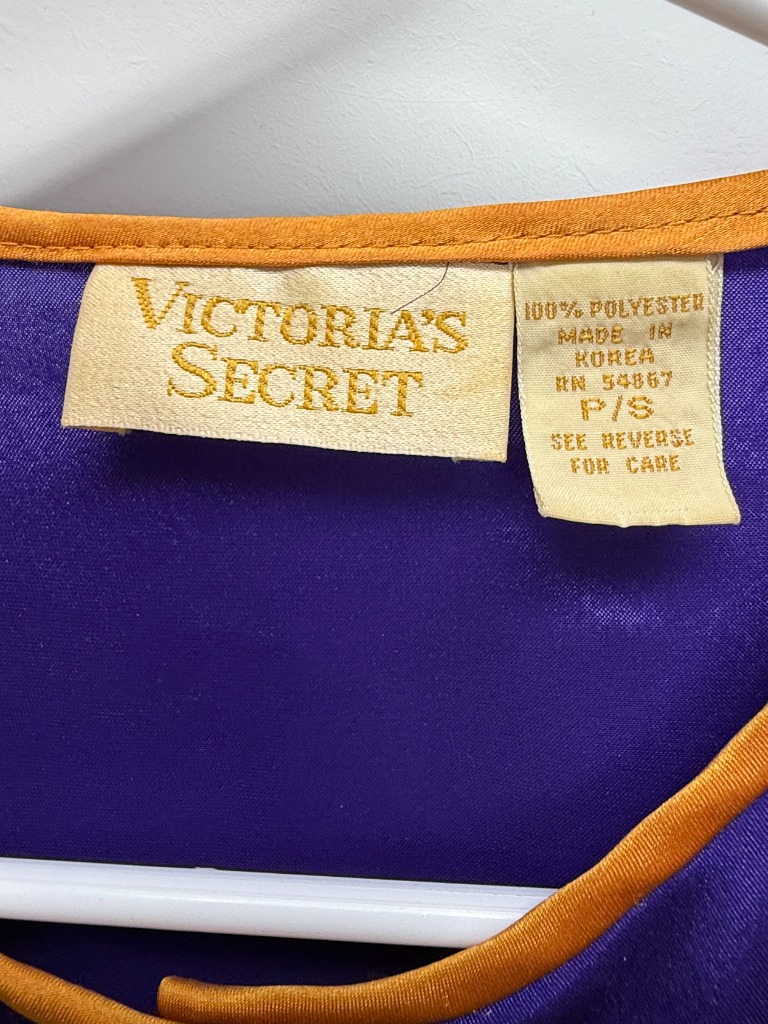 VICTORIA'S
SECRET
100% POLYESTER
MADE IN
KOREA
RN 54867
P/S
SEE REVERSE
FOR CARE